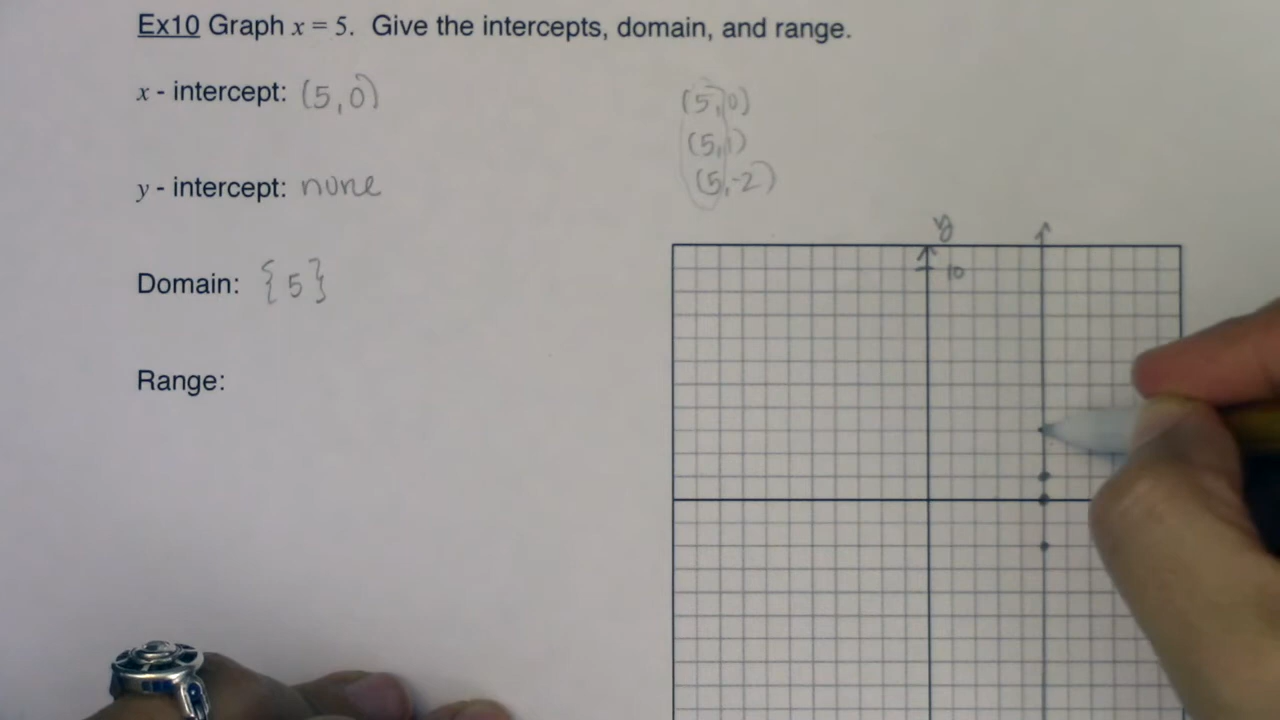 Ex10 Graph x = 5. Give the intercepts, domain, and range.
x - intercept: (5,0)
(5,0)
(5,1)
(5,-2)
y - intercept: none
Domain: {5}
Range:
y
10